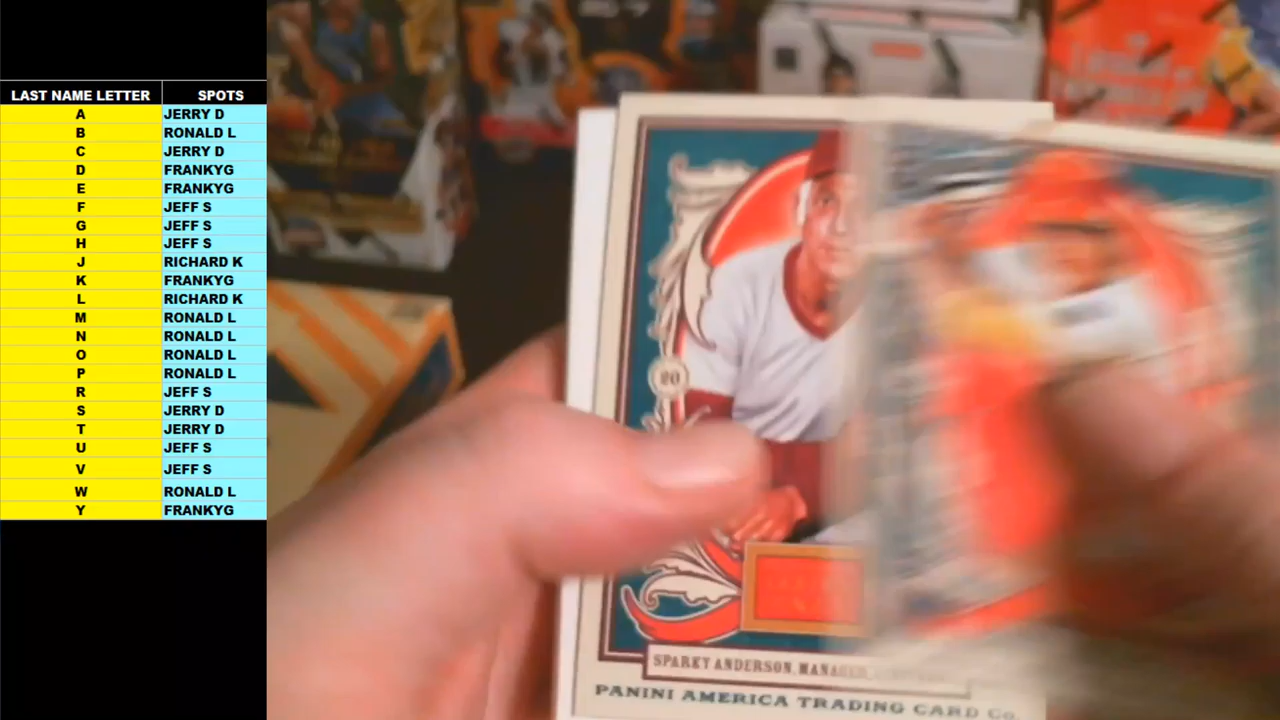 LAST NAME LETTER SPOTS
A JERRY D
B RONALD L
C JERRY D
D FRANKYG
E FRANKYG
F JEFF S
G JEFF S
H JEFF S
J RICHARD K
K FRANKYG
L RICHARD K
M RONALD L
N RONALD L
O RONALD L
P RONALD L
R JEFF S
S JERRY D
T JERRY D
U JEFF S
V JEFF S
W RONALD L
Y FRANKYG
20
SPARKY ANDERSON, MANAGER,
PANINI AMERICA TRADING CARD Co.